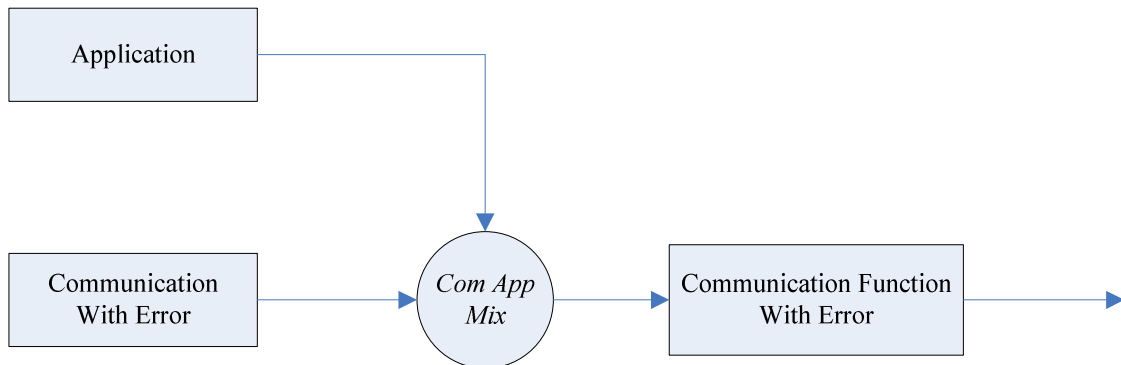 Application
Communication
With Error
Com App
Mix
Communication Function
With Error